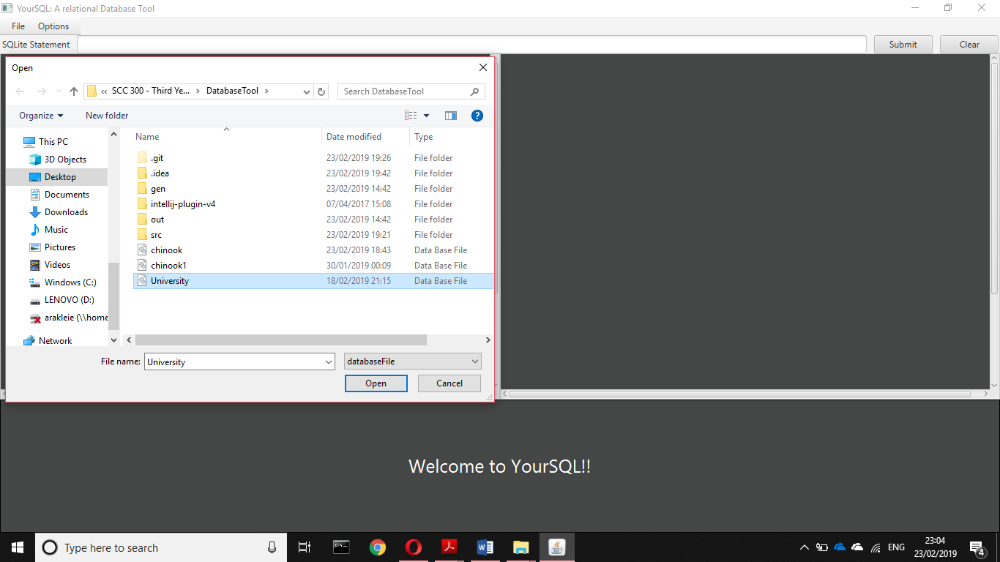 YourSQL: A relational Database Tool
File Options
SQLite Statement Submit Clear
Open
« SCC 300 - Third Ye... › DatabaseTool › Search DatabaseTool
Organize New folder
Name Date modified Type
This PC
3D Objects
Desktop
Documents
Downloads
Music
Pictures
Videos
Windows (C:)
LENOVO (D:)
arakleie (\\home
Network
.git 23/02/2019 19:26 File folder
.idea 23/02/2019 19:42 File folder
gen 23/02/2019 14:42 File folder
intellij-plugin-v4 07/04/2017 15:08 File folder
out 23/02/2019 14:42 File folder
src 23/02/2019 19:21 File folder
chinook 23/02/2019 18:43 Data Base File
chinook1 30/01/2019 00:09 Data Base File
University 18/02/2019 21:15 Data Base File
File name: University databaseFile
Open Cancel
Welcome to YourSQL!!
Type here to search
ENG
23:04
23/02/2019
4